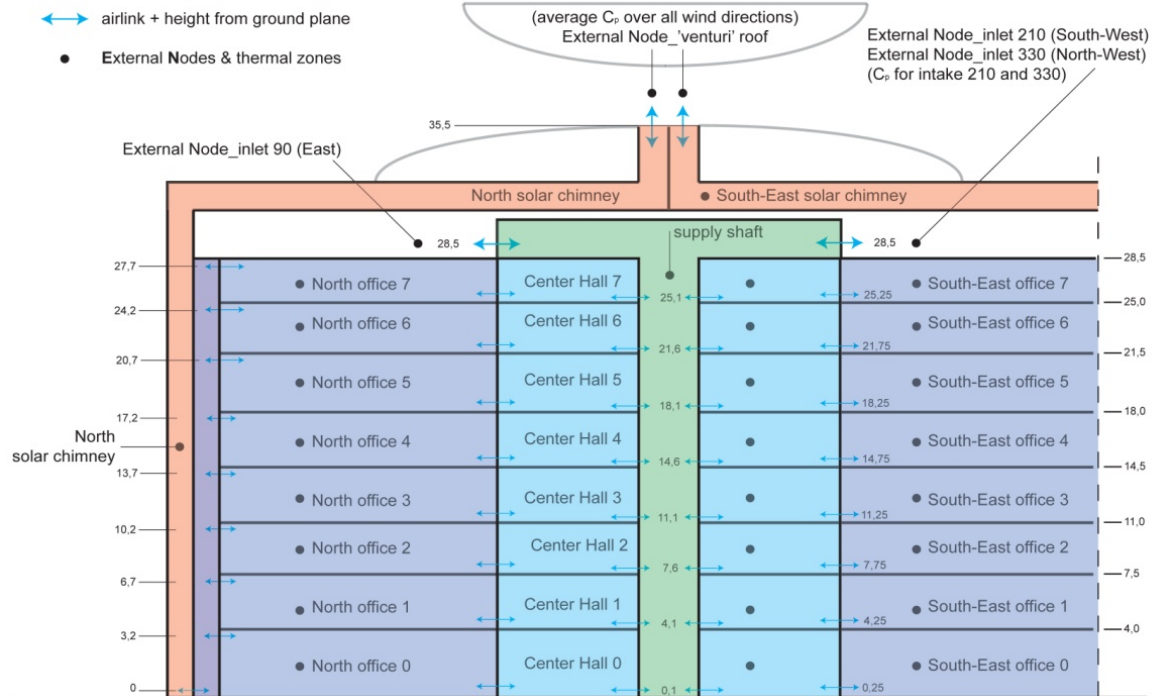 airlink + height from ground plane
External Nodes & thermal zones
(average Cₚ over all wind directions)
External Node_'venturi' roof
External Node_inlet 210 (South-West)
External Node_inlet 330 (North-West)
(Cₚ for intake 210 and 330)
35,5
External Node_inlet 90 (East)
North solar chimney
South-East solar chimney
supply shaft
28,5
28,5
28,5
27,7
North office 7
Center Hall 7
25,1
25,25
South-East office 7
25,0
24,2
North office 6
Center Hall 6
21,6
21,75
South-East office 6
21,5
20,7
North office 5
Center Hall 5
18,1
18,25
South-East office 5
18,0
17,2
North
solar chimney
North office 4
Center Hall 4
14,6
14,75
South-East office 4
14,5
13,7
North office 3
Center Hall 3
11,1
11,25
South-East office 3
11,0
10,2
North office 2
Center Hall 2
7,6
7,75
South-East office 2
7,5
6,7
North office 1
Center Hall 1
4,1
4,25
South-East office 1
4,0
3,2
North office 0
Center Hall 0
0,1
0,25
South-East office 0
0